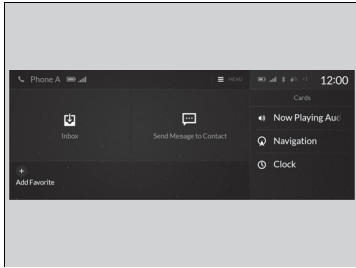 Phone A
MENU
12:00
Cards
Inbox
Send Mesage to Contact
Now Playing Aud
Navigation
Clock
+
Add Favorite